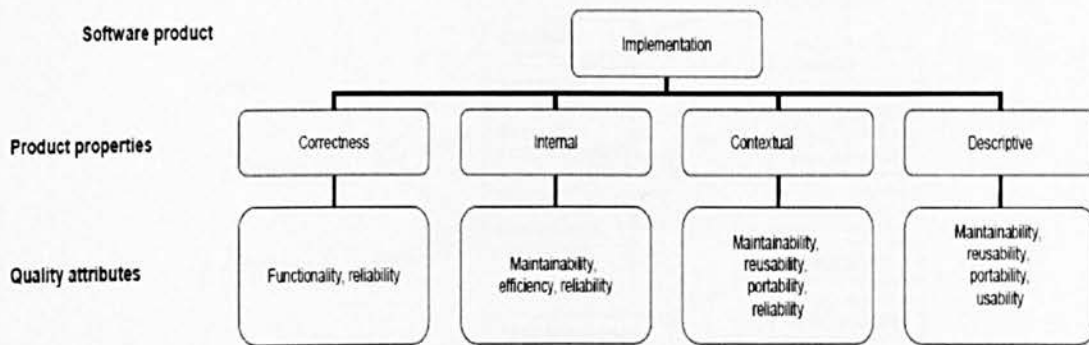 Software product
Implementation
Product properties
Correctness
Internal
Contextual
Descriptive
Quality attributes
Functionality, reliability
Maintainability,
efficiency, reliability
Maintainability,
reusability,
portability,
reliability
Maintainability,
reusability,
portability,
usability